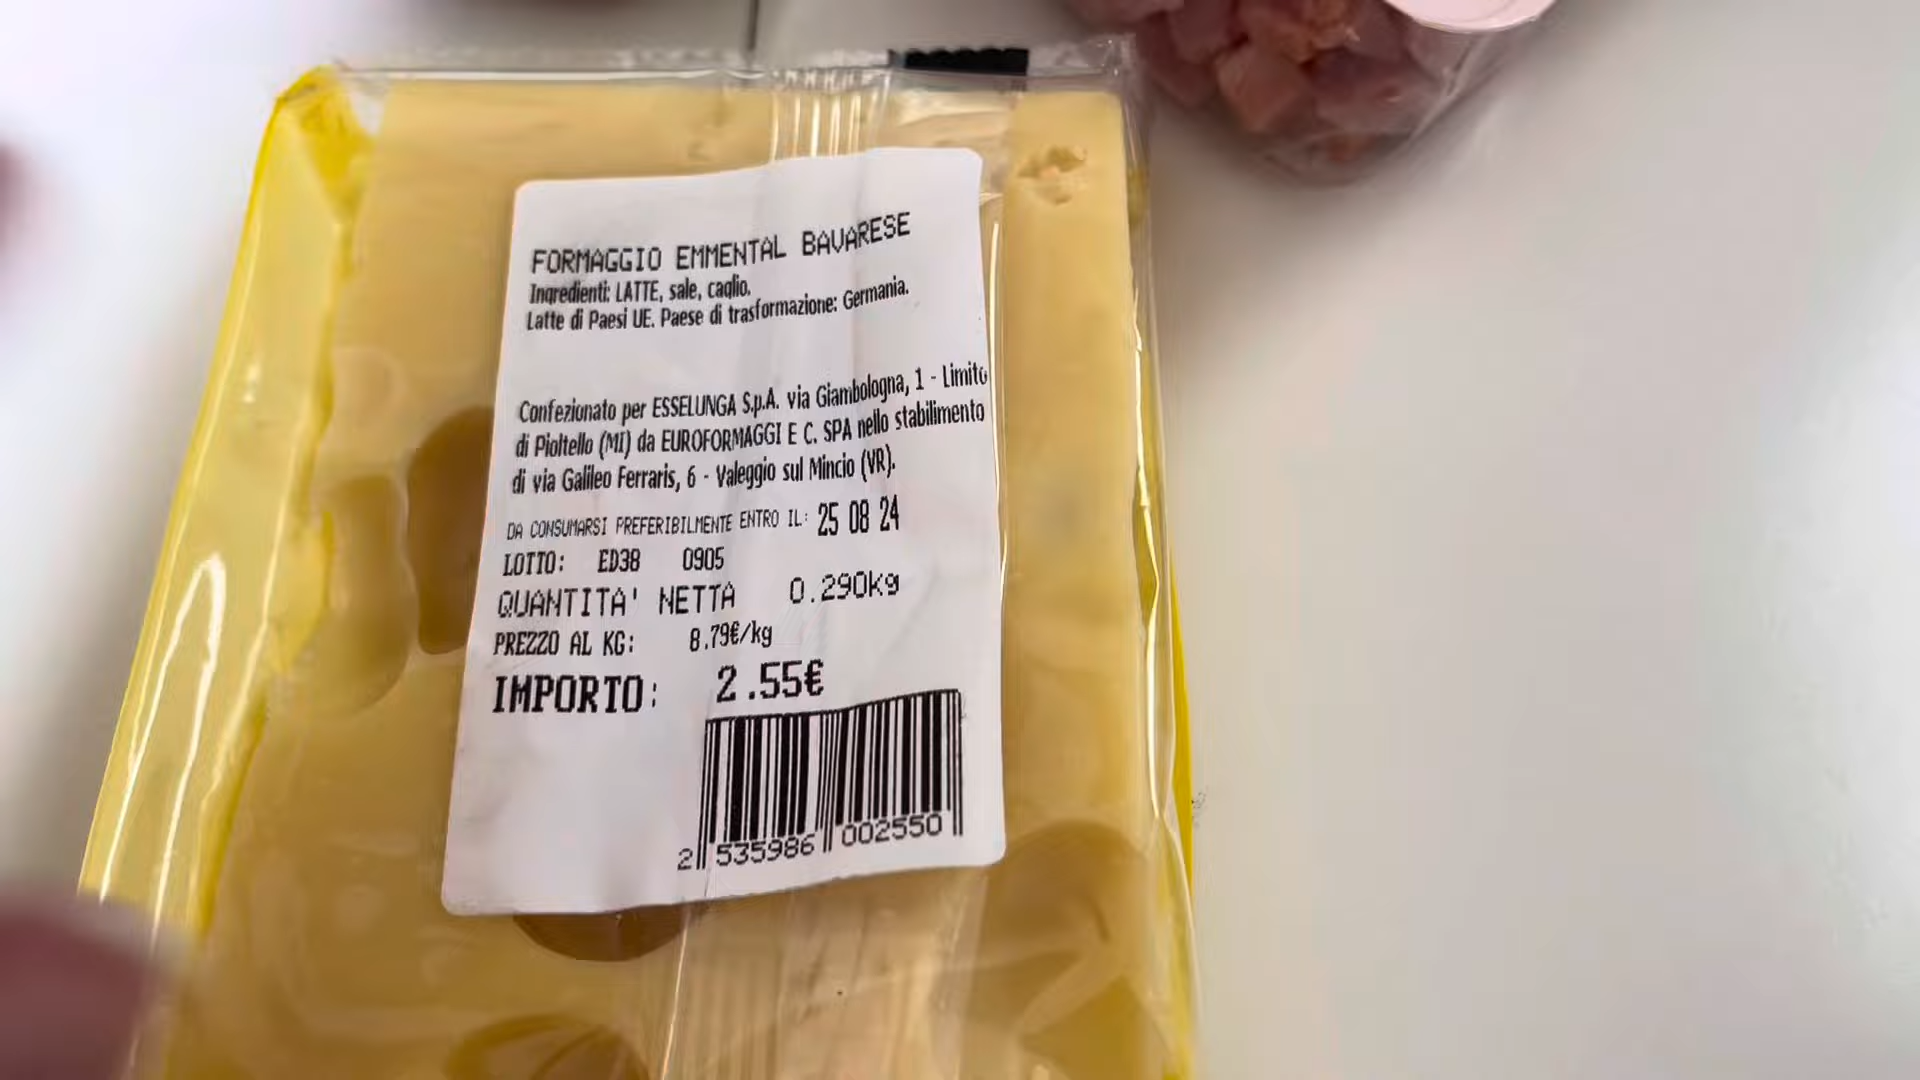 FORMAGGIO EMMENTAL BAVARESE
Ingredienti: LATTE, sale, caglio.
Latte di Paesi UE. Paese di trasformazione: Germania.
Confezionato per ESSELUNGA S.p.A. via Giambologna, 1 - Limito
di Pioltello (MI) da EUROFORMAGGI E C. SPA nello stabilimento
di via Galileo Ferraris, 6 - Valeggio sul Mincio (VR).
DA CONSUMARSI PREFERIBILMENTE ENTRO IL: 25 08 24
LOTTO: ED38 0905
QUANTITA' NETTA 0.290kg
PREZZO AL KG: 8.79€/kg
IMPORTO: 2.55€
2 535986 002550